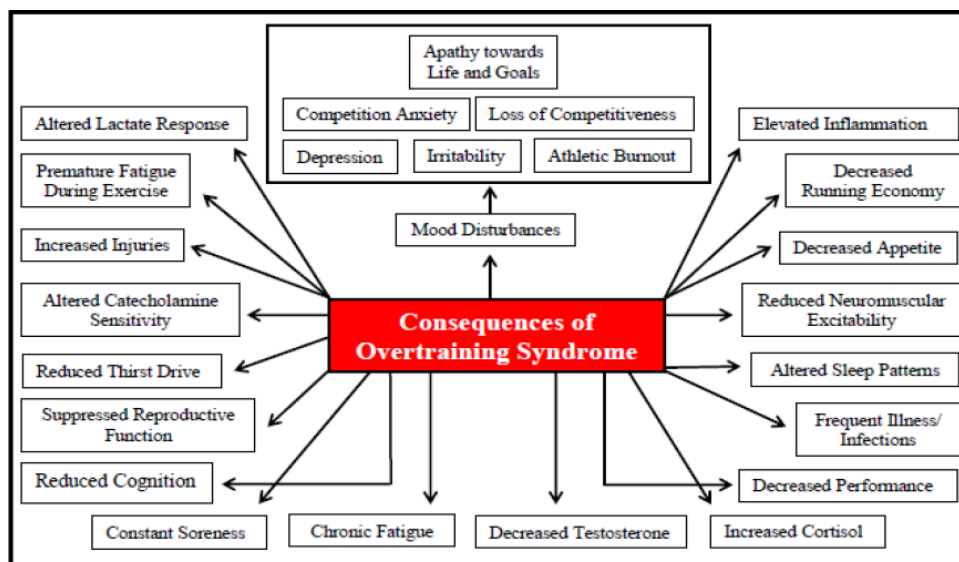 Apathy towards
Life and Goals
Competition Anxiety
Loss of Competitiveness
Depression
Irritability
Athletic Burnout
Mood Disturbances
Altered Lactate Response
Premature Fatigue
During Exercise
Increased Injuries
Altered Catecholamine
Sensitivity
Reduced Thirst Drive
Suppressed Reproductive
Function
Reduced Cognition
Constant Soreness
Chronic Fatigue
Consequences of
Overtraining Syndrome
Elevated Inflammation
Decreased
Running Economy
Decreased Appetite
Reduced Neuromuscular
Excitability
Altered Sleep Patterns
Frequent Illness/
Infections
Decreased Performance
Decreased Testosterone
Increased Cortisol